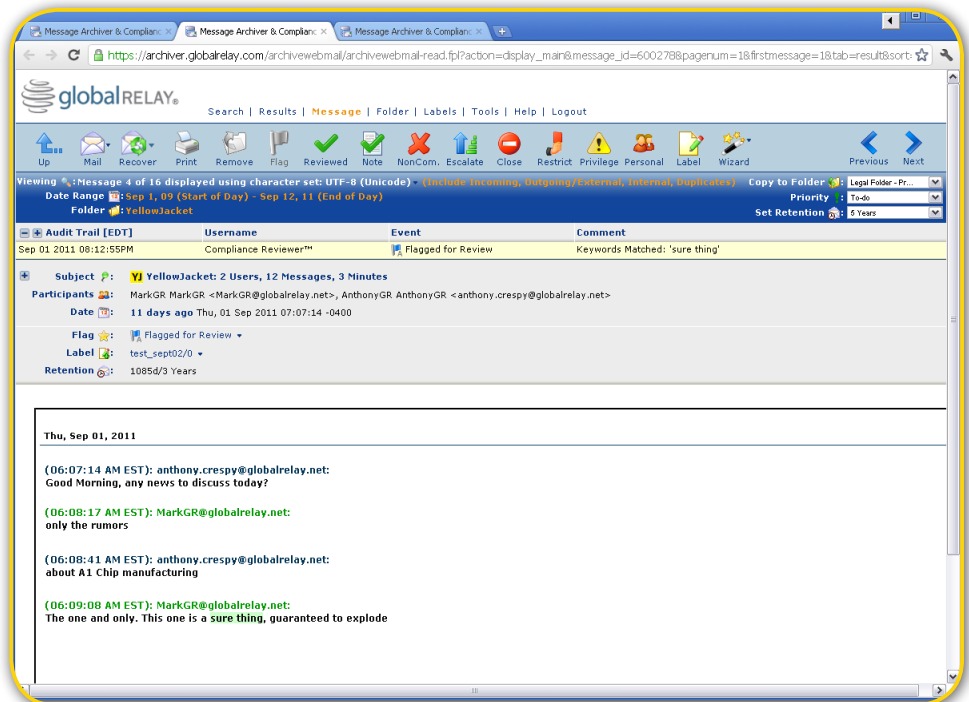 Message Archiver & Complianc × Message Archiver & Complianc × Message Archiver & Complianc ×
https://archiver.globalrelay.com/archivewebmail/archivewebmail-read.fpl?action=display_main&message_id=600278&pagenum=1&firstmessage=1&tab=result&sort:
globalRELAY®
Search | Results | Message | Folder | Labels | Tools | Help | Logout
Up Mail Recover Print Remove Flag Reviewed Note NonCom. Escalate Close Restrict Privilege Personal Label Wizard Previous Next
Viewing :Message 4 of 16 displayed using character set: UTF-8 (Unicode) - (Include Incoming, Outgoing/External, Internal, Duplicates) Copy to Folder : Legal Folder - Pr...
Date Range :Sep 1, 09 (Start of Day) - Sep 12, 11 (End of Day) Priority : To-do
Folder :YellowJacket Set Retention : 5 Years
Audit Trail [EDT] Username Event Comment
Sep 01 2011 08:12:55PM Compliance Reviewer™ Flagged for Review Keywords Matched: 'sure thing'
Subject : YJ YellowJacket: 2 Users, 12 Messages, 3 Minutes
Participants : MarkGR MarkGR <MarkGR@globalrelay.net>, AnthonyGR AnthonyGR <anthony.crespy@globalrelay.net>
Date : 11 days ago Thu, 01 Sep 2011 07:07:14 -0400
Flag : Flagged for Review
Label : test_sept02/0
Retention : 1085d/3 Years
Thu, Sep 01, 2011
(06:07:14 AM EST): anthony.crespy@globalrelay.net:
Good Morning, any news to discuss today?
(06:08:17 AM EST): MarkGR@globalrelay.net:
only the rumors
(06:08:41 AM EST): anthony.crespy@globalrelay.net:
about A1 Chip manufacturing
(06:09:08 AM EST): MarkGR@globalrelay.net:
The one and only. This one is a sure thing, guaranteed to explode